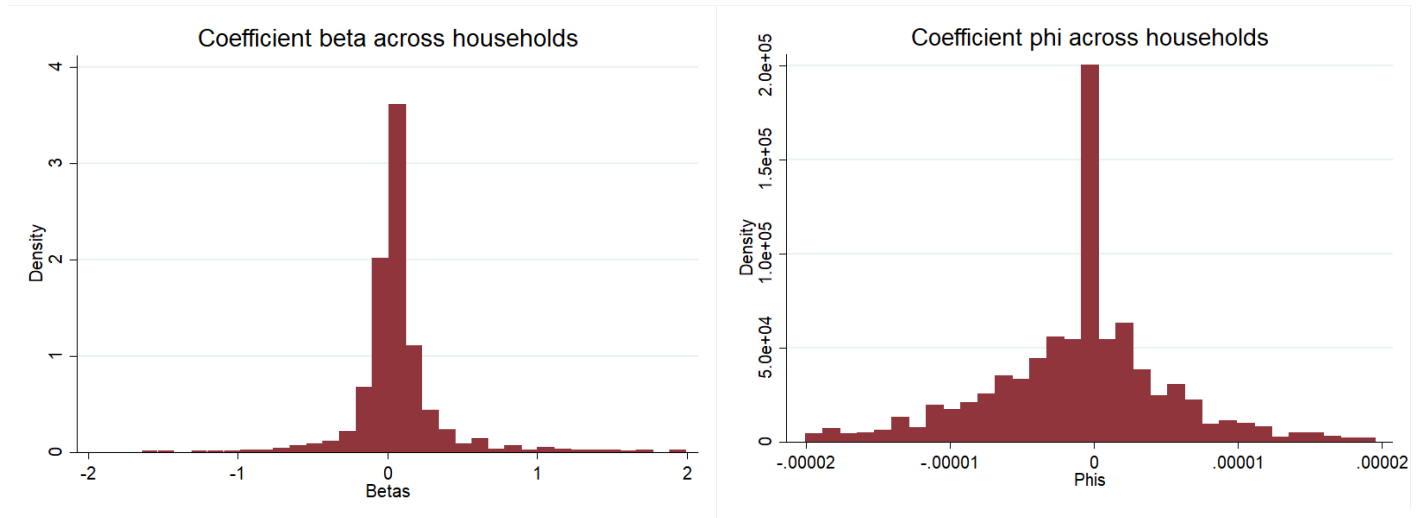 Coefficient beta across households
4
3
2
1
0
Density
-2
-1
0
1
2
Betas
Coefficient phi across households
2.0e+05
1.5e+05
1.0e+05
5.0e+04
0
Density
-.00002
-.00001
0
.00001
.00002
Phis